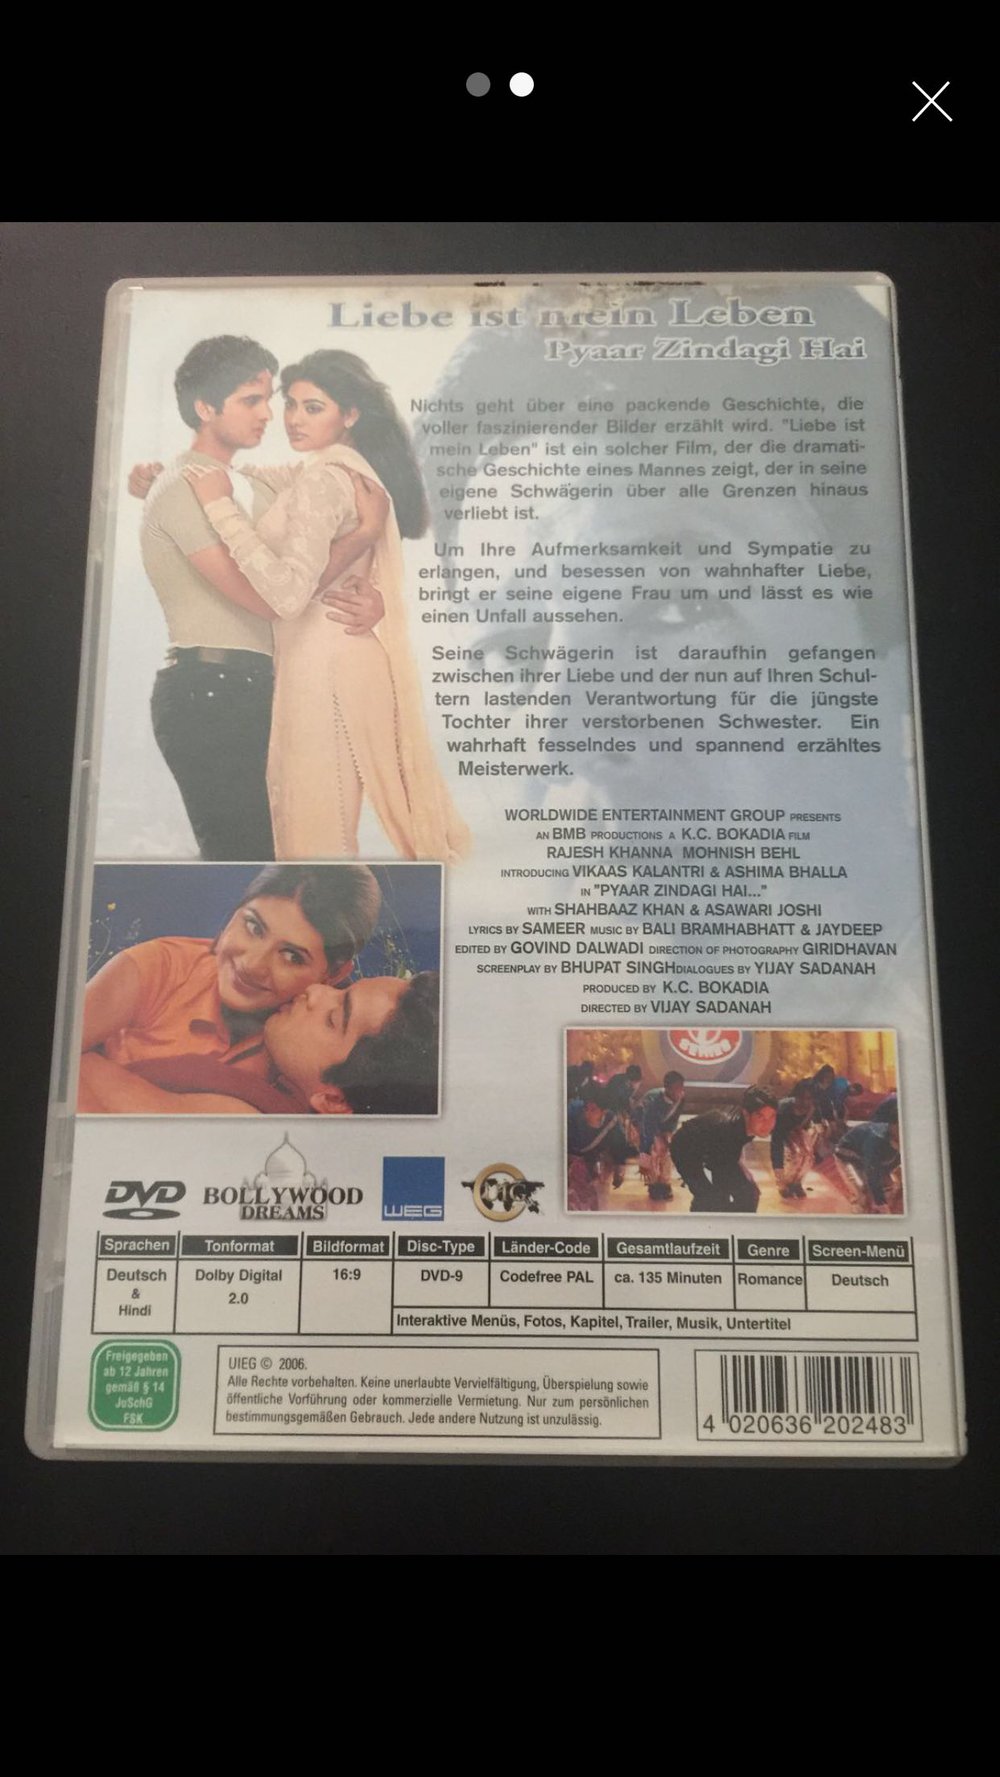 Liebe ist mein Leben
Pyaar Zindagi Hai
Nichts geht über eine packende Geschichte, die
voller faszinierender Bilder erzählt wird. "Liebe ist
mein Leben" ist ein solcher Film, der die dramati-
sche Geschichte eines Mannes zeigt, der in seine
eigene Schwägerin über alle Grenzen hinaus
verliebt ist.
Um Ihre Aufmerksamkeit und Sympatie zu
erlangen, und besessen von wahnhafter Liebe,
bringt er seine eigene Frau um und lässt es wie
einen Unfall aussehen.
Seine Schwägerin ist daraufhin gefangen
zwischen ihrer Liebe und der nun auf Ihren Schul-
tern lastenden Verantwortung für die jüngste
Tochter ihrer verstorbenen Schwester. Ein
wahrhaft fesselndes und spannend erzähltes
Meisterwerk.
WORLDWIDE ENTERTAINMENT GROUP PRESENTS
AN BMB PRODUCTIONS A K.C. BOKADIA FILM
RAJESH KHANNA MOHNISH BEHL
INTRODUCING VIKAAS KALANTRI & ASHIMA BHALLA
IN "PYAAR ZINDAGI HAI..."
WITH SHAHBAAZ KHAN & ASAWARI JOSHI
LYRICS BY SAMEER MUSIC BY BALI BRAMHABHATT & JAYDEEP
EDITED BY GOVIND DALWADI DIRECTION OF PHOTOGRAPHY GIRIDHAVAN
SCREENPLAY BY BHUPAT SINGH DIALOGUES BY YIJAY SADANAH
PRODUCED BY K.C. BOKADIA
DIRECTED BY VIJAY SADANAH
SERIES
DVD BOLLYWOOD DREAMS WEG UIG
Sprachen Tonformat Bildformat Disc-Type Länder-Code Gesamtlaufzeit Genre Screen-Menü
Deutsch & Hindi Dolby Digital 2.0 16:9 DVD-9 Codefree PAL ca. 135 Minuten Romance Deutsch
Interaktive Menüs, Fotos, Kapitel, Trailer, Musik, Untertitel
Freigegeben
ab 12 Jahren
gemäß § 14
JuSchG
FSK
UIEG © 2006.
Alle Rechte vorbehalten. Keine unerlaubte Vervielfältigung, Überspielung sowie
öffentliche Vorführung oder kommerzielle Vermietung. Nur zum persönlichen
bestimmungsgemäßen Gebrauch. Jede andere Nutzung ist unzulässig.
4 020636 202483